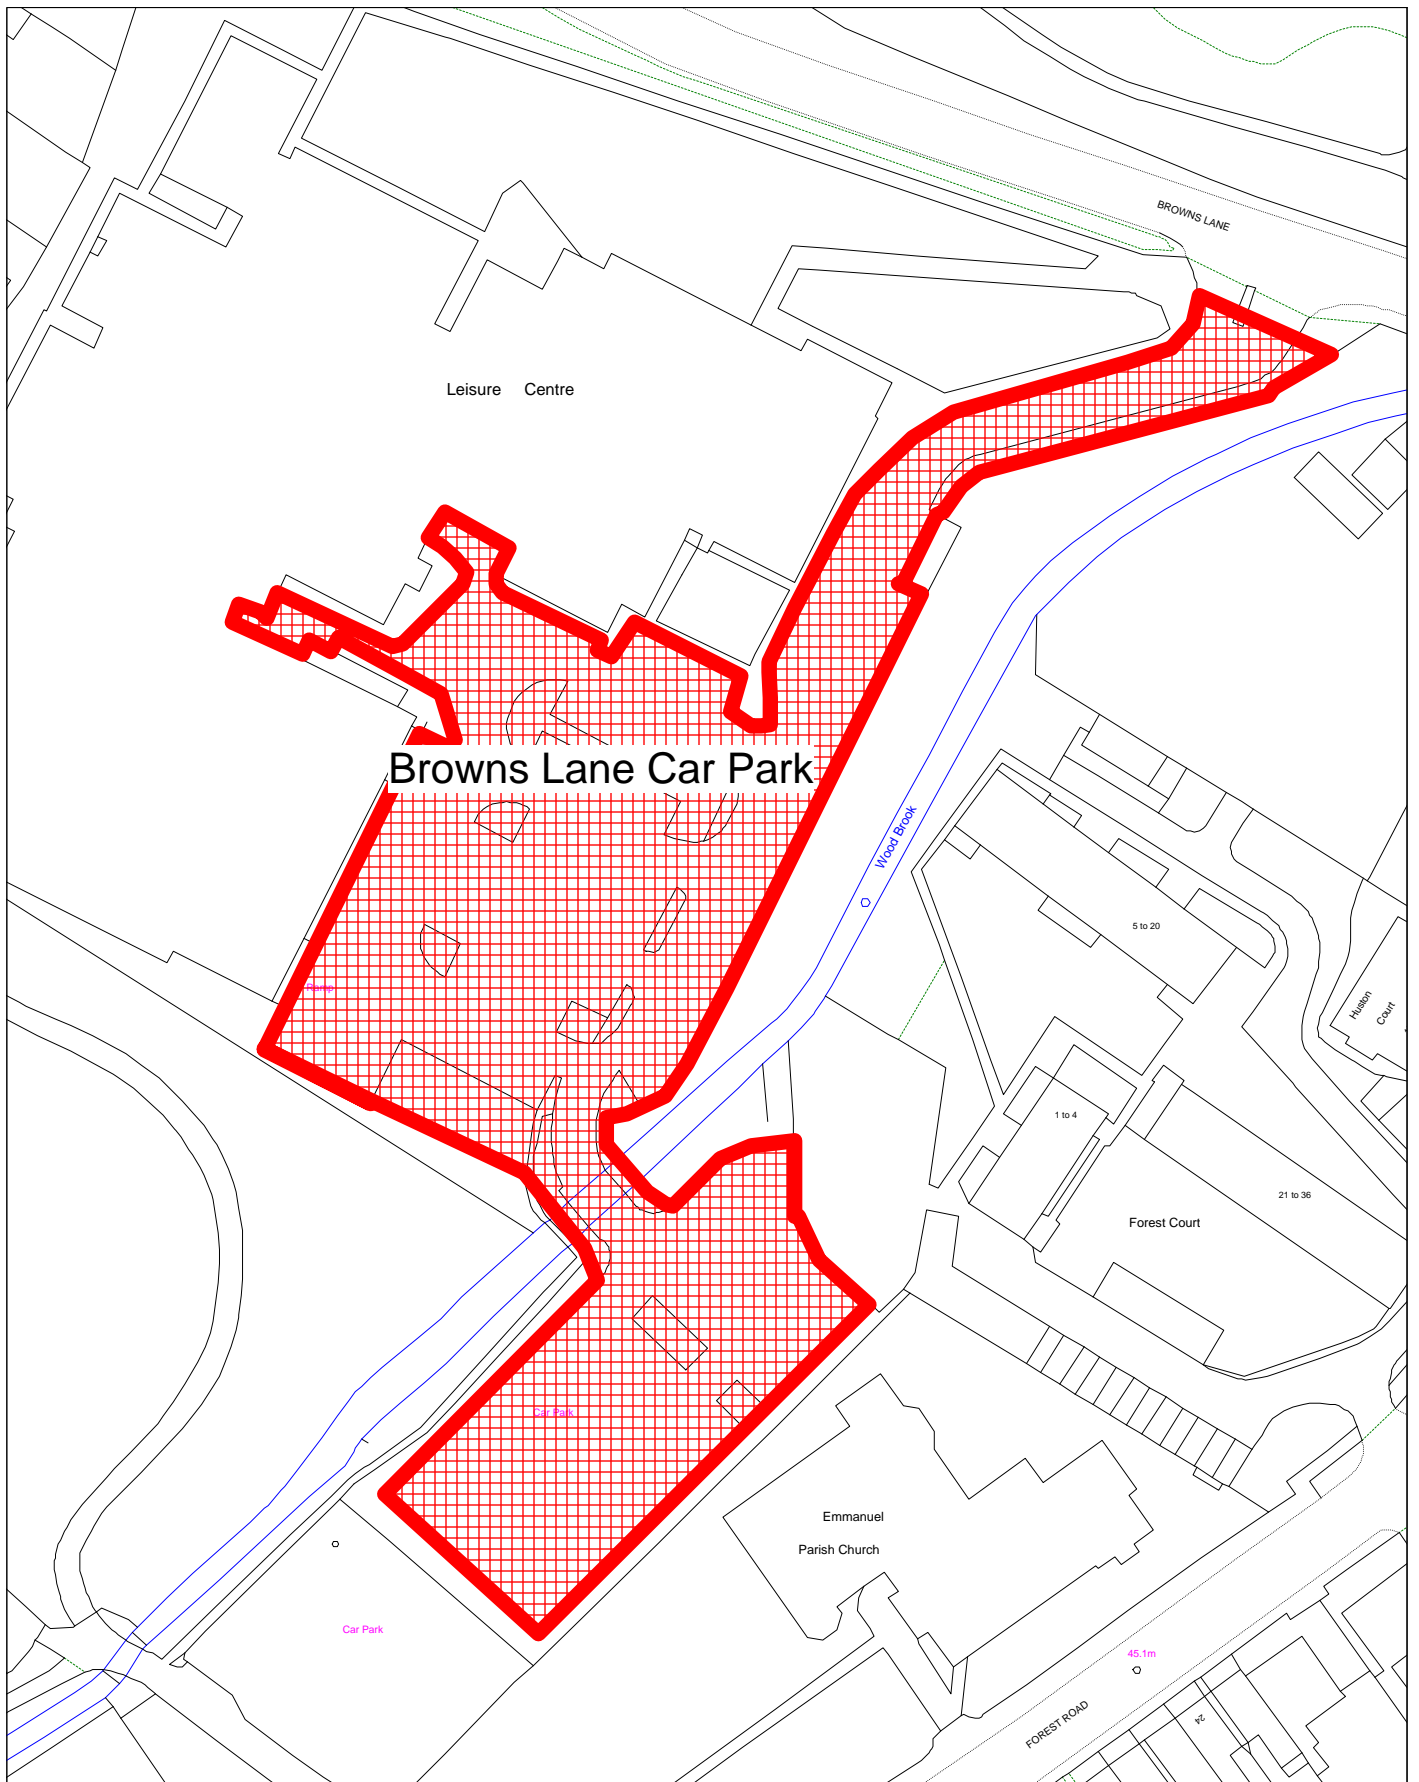 BROWNS LANE
Leisure Centre
Browns Lane Car Park
Wood Brook
5 to 20
Huston
Court
Ramp
1 to 4
21 to 36
Forest Court
Car Park
Emmanuel
Parish Church
Car Park
45.1m
FOREST ROAD
24